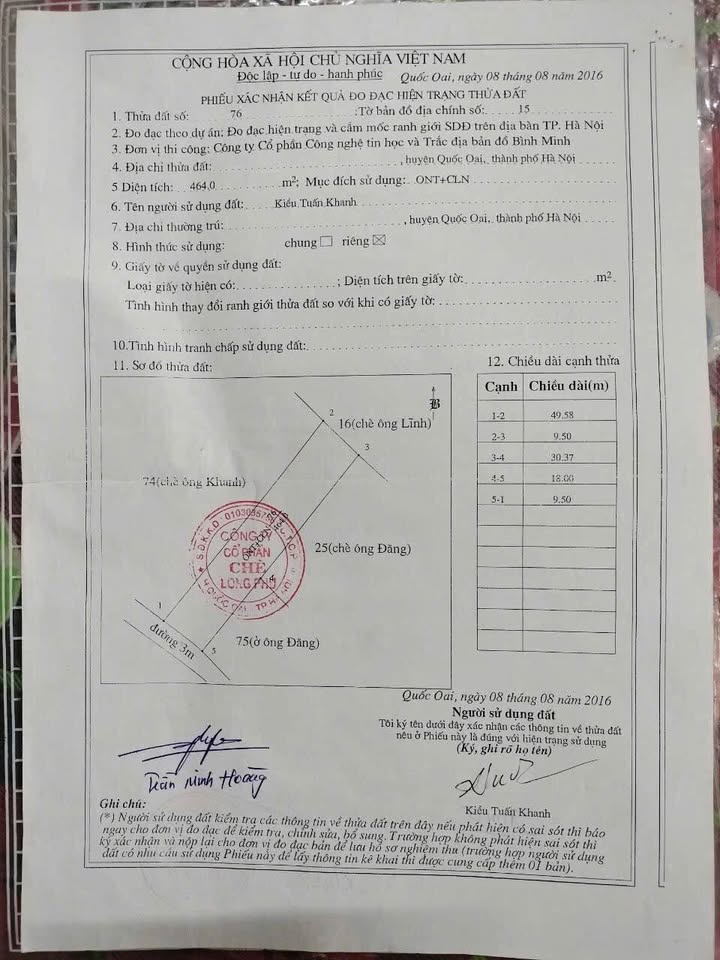 CỘNG HÒA XÃ HỘI CHỦ NGHĨA VIỆT NAM
Độc lập - tự do - hạnh phúc Quốc Oai, ngày 08 tháng 08 năm 2016
PHIẾU XÁC NHẬN KẾT QUẢ ĐO ĐẠC HIỆN TRẠNG THỬA ĐẤT
1. Thửa đất số: 76 ;Tờ bản đồ địa chính số: 15
2. Đo đạc theo dự án: Đo đạc hiện trạng và cắm mốc ranh giới SDĐ trên địa bàn TP. Hà Nội
3. Đơn vị thi công: Công ty Cổ phần Công nghệ tin học và Trắc địa bản đồ Bình Minh
4. Địa chỉ thửa đất: , huyện Quốc Oai, thành phố Hà Nội
5 Diện tích: 464,0 m²; Mục đích sử dụng: ONT+CLN
6. Tên người sử dụng đất: Kiều Tuấn Khanh
7. Địa chỉ thường trú: , huyện Quốc Oai, thành phố Hà Nội
8. Hình thức sử dụng: chung ☐ riêng ☒
9. Giấy tờ về quyền sử dụng đất:
Loại giấy tờ hiện có: ; Diện tích trên giấy tờ: m².
Tình hình thay đổi ranh giới thửa đất so với khi có giấy tờ:
10.Tình hình tranh chấp sử dụng đất:
11. Sơ đồ thửa đất:
B
2
16(chè ông Lĩnh)
3
74(chè ông Khanh)
25(chè ông Đăng)
4
1
đường 3m
5
75(ở ông Đăng)
S.Đ.K.K.D: C.T.C.P
CÔNG TY
CỔ PHẦN
CHÈ
LONG PHÚ
QUỐC OAI - TP HÀ NỘI
12. Chiều dài cạnh thửa
Cạnh Chiều dài(m)
1-2 49.58
2-3 9.50
3-4 30.37
4-5 18.00
5-1 9.50
Quốc Oai, ngày 08 tháng 08 năm 2016
Người sử dụng đất
Tôi ký tên dưới đây xác nhận các thông tin về thửa đất
nêu ở Phiếu này là đúng với hiện trạng sử dụng
(Ký, ghi rõ họ tên)
Trần Minh Hoàng
Kiều Tuấn Khanh
Ghi chú:
(*) Người sử dụng đất kiểm tra các thông tin về thửa đất trên đây nếu phát hiện có sai sót thì báo
ngay cho đơn vị đo đạc để kiểm tra, chỉnh sửa, bổ sung. Trường hợp không phát hiện sai sót thì
ký xác nhận và nộp lại cho đơn vị đo đạc bản để lưu hồ sơ nghiệm thu (trường hợp người sử dụng
đất có nhu cầu sử dụng Phiếu này để lấy thông tin kê khai thì được cung cấp thêm 01 bản).